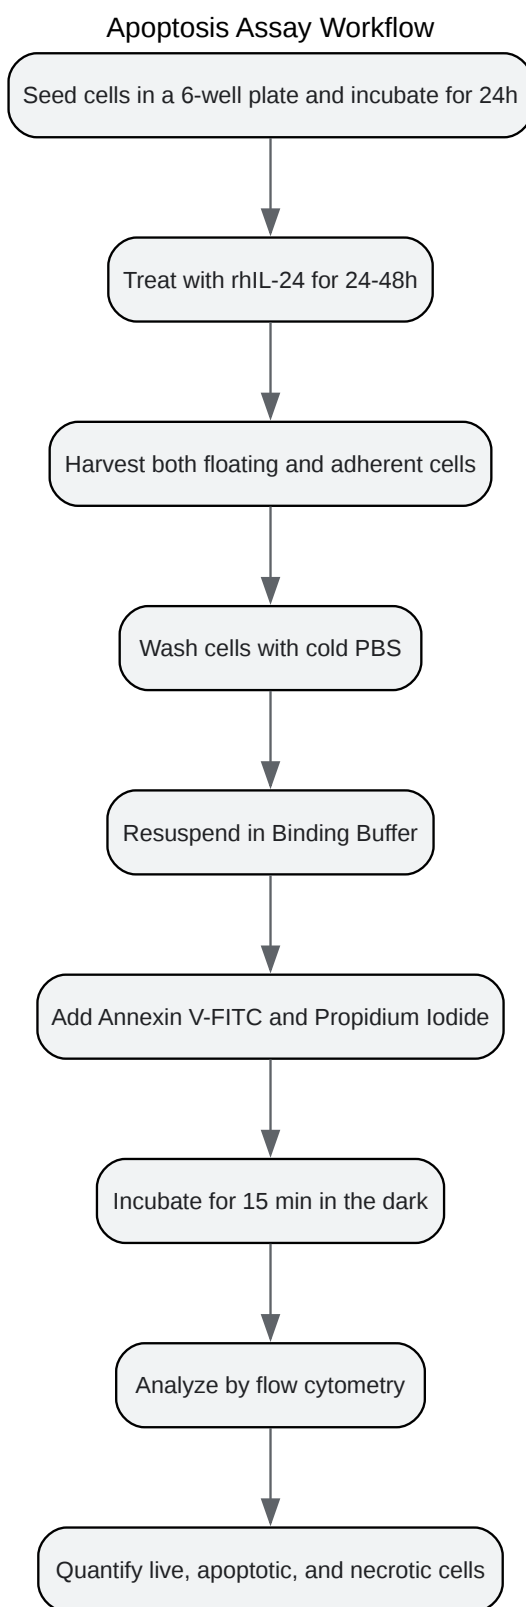 Apoptosis Assay Workflow
Seed cells in a 6-well plate and incubate for 24h
Treat with rhIL-24 for 24-48h
Harvest both floating and adherent cells
Wash cells with cold PBS
Resuspend in Binding Buffer
Add Annexin V-FITC and Propidium Iodide
Incubate for 15 min in the dark
Analyze by flow cytometry
Quantify live, apoptotic, and necrotic cells